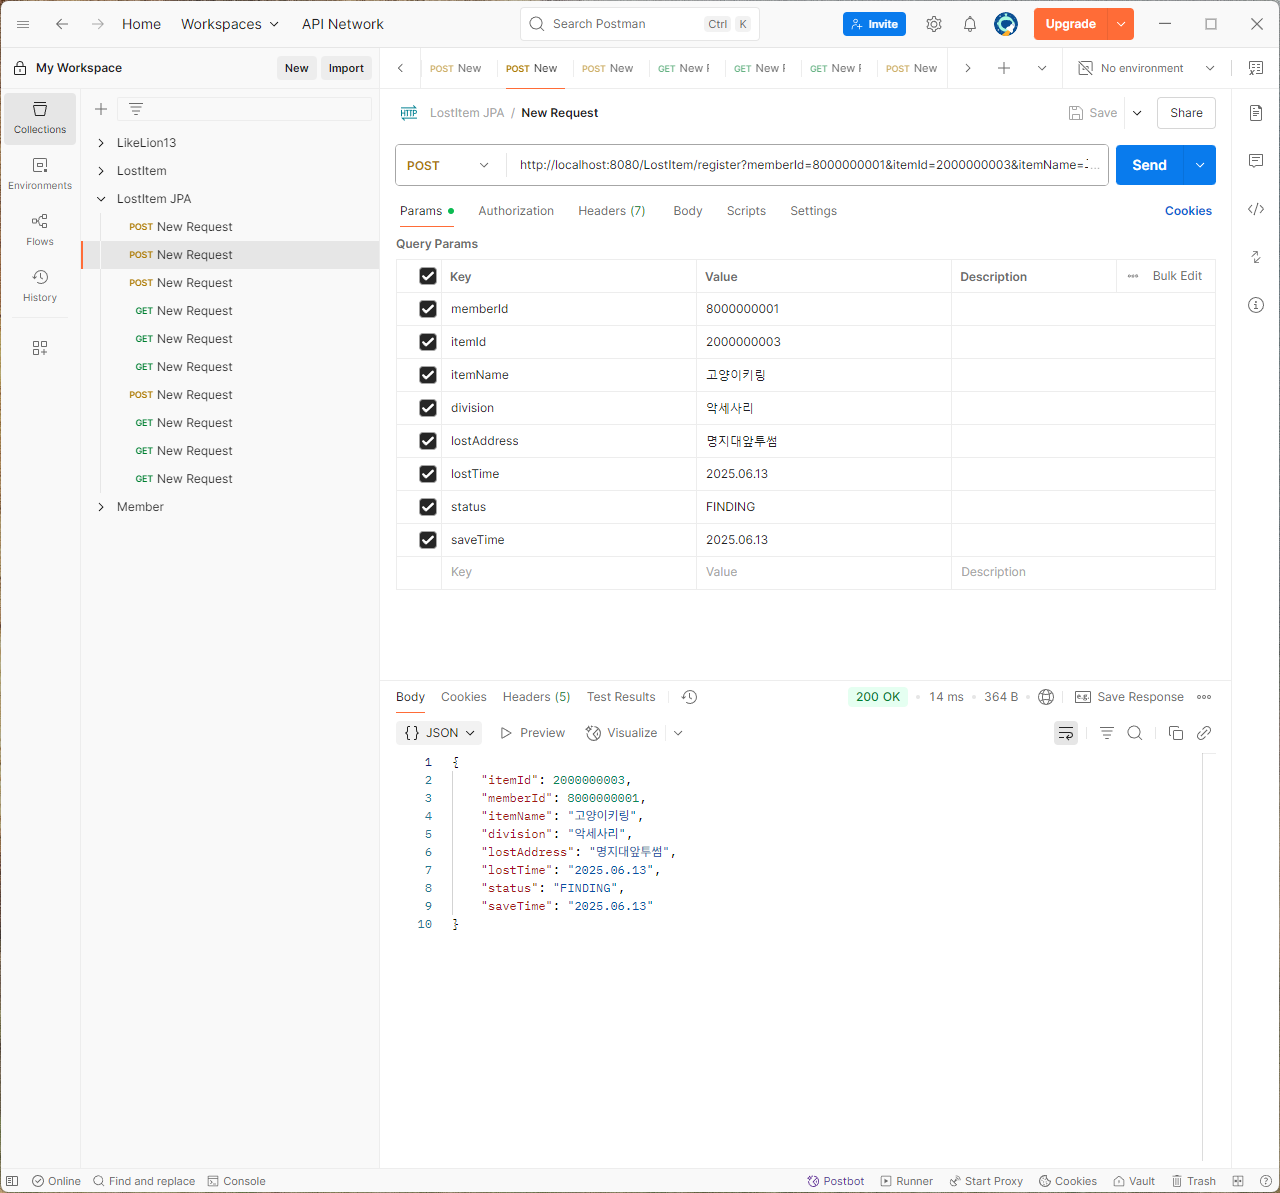 Home Workspaces API Network Search Postman Ctrl K Invite Upgrade
My Workspace New Import POST New POST New POST New GET New GET New GET New POST New No environment
Collections
Environments
Flows
History
LikeLion13
LostItem
LostItem JPA
POST New Request
POST New Request
POST New Request
GET New Request
GET New Request
GET New Request
POST New Request
GET New Request
GET New Request
GET New Request
Member
HTTP LostItem JPA / New Request Save Share
POST http://localhost:8080/LostItem/register?memberId=8000000001&itemId=2000000003&itemName=... Send
Params Authorization Headers (7) Body Scripts Settings Cookies
Query Params
Key Value Description Bulk Edit
memberId 8000000001
itemId 2000000003
itemName 고양이키링
division 악세사리
lostAddress 명지대앞투썸
lostTime 2025.06.13
status FINDING
saveTime 2025.06.13
Key Value Description
Body Cookies Headers (5) Test Results 200 OK 14 ms 364 B e.g. Save Response
{} JSON Preview Visualize
1 {
2 "itemId": 2000000003,
3 "memberId": 8000000001,
4 "itemName": "고양이키링",
5 "division": "악세사리",
6 "lostAddress": "명지대앞투썸",
7 "lostTime": "2025.06.13",
8 "status": "FINDING",
9 "saveTime": "2025.06.13"
10 }
Online Find and replace Console Postbot Runner Start Proxy Cookies Vault Trash